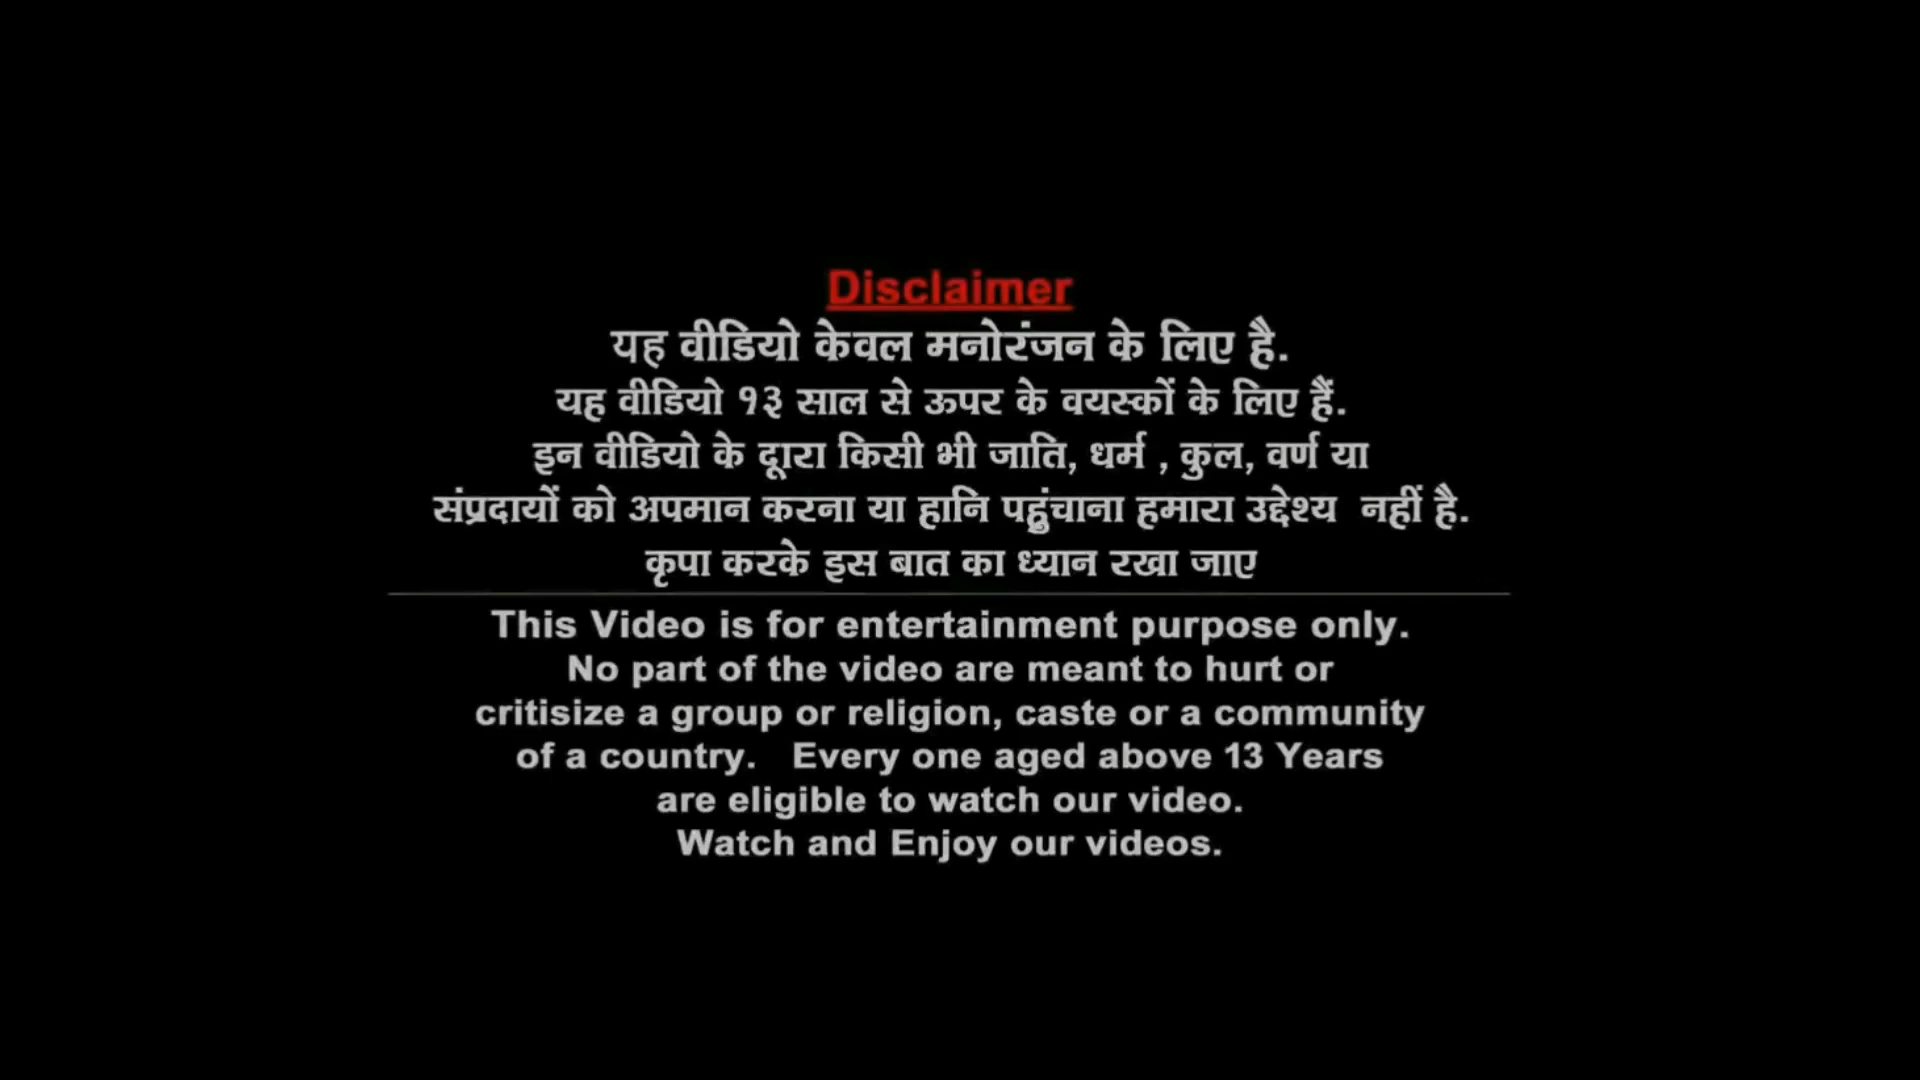 Disclaimer
यह वीडियो केवल मनोरंजन के लिए है.
यह वीडियो १३ साल से ऊपर के वयस्कों के लिए हैं.
इन वीडियो के दूारा किसी भी जाति, धर्म , कुल, वर्ण या
संप्रदायों को अपमान करना या हानि पहुंचाना हमारा उद्देश्य नहीं है.
कृपा करके इस बात का ध्यान रखा जाए
This Video is for entertainment purpose only.
No part of the video are meant to hurt or
critisize a group or religion, caste or a community
of a country. Every one aged above 13 Years
are eligible to watch our video.
Watch and Enjoy our videos.